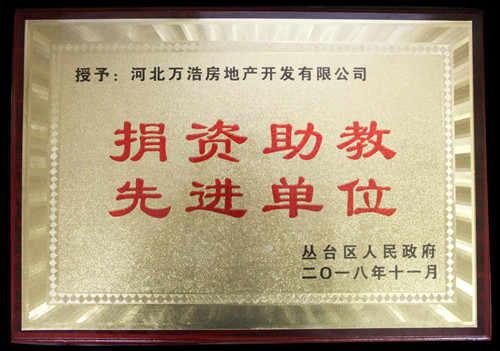 授予：河北万浩房地产开发有限公司
捐资助教
先进单位
丛台区人民政府
二〇一八年十一月